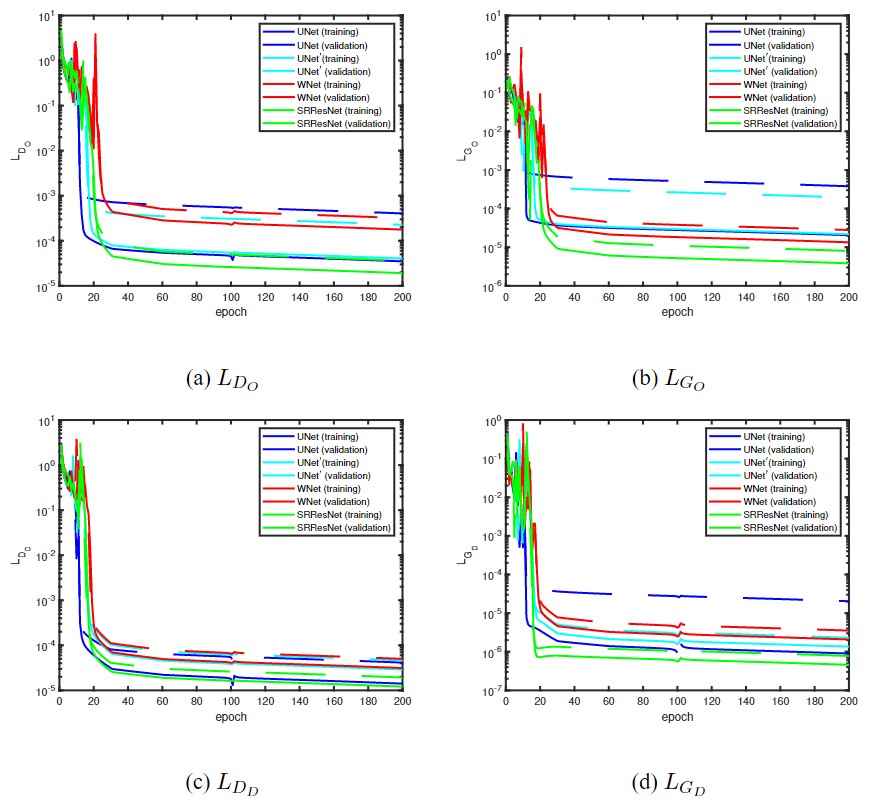 10^1
10^0
10^-1
10^-2
10^-3
10^-4
10^-5
L_{D_O}
0 20 40 60 80 100 120 140 160 180 200
epoch
UNet (training)
UNet (validation)
UNet' (training)
UNet' (validation)
WNet (training)
WNet (validation)
SRResNet (training)
SRResNet (validation)
(a) L_{D_O}
10^0
10^-1
10^-2
10^-3
10^-4
10^-5
10^-6
L_{G_O}
0 20 40 60 80 100 120 140 160 180 200
epoch
UNet (training)
UNet (validation)
UNet' (training)
UNet' (validation)
WNet (training)
WNet (validation)
SRResNet (training)
SRResNet (validation)
(b) L_{G_O}
10^1
10^0
10^-1
10^-2
10^-3
10^-4
10^-5
L_{D_D}
0 20 40 60 80 100 120 140 160 180 200
epoch
UNet (training)
UNet (validation)
UNet' (training)
UNet' (validation)
WNet (training)
WNet (validation)
SRResNet (training)
SRResNet (validation)
(c) L_{D_D}
10^0
10^-1
10^-2
10^-3
10^-4
10^-5
10^-6
10^-7
L_{G_D}
0 20 40 60 80 100 120 140 160 180 200
epoch
UNet (training)
UNet (validation)
UNet' (training)
UNet' (validation)
WNet (training)
WNet (validation)
SRResNet (training)
SRResNet (validation)
(d) L_{G_D}